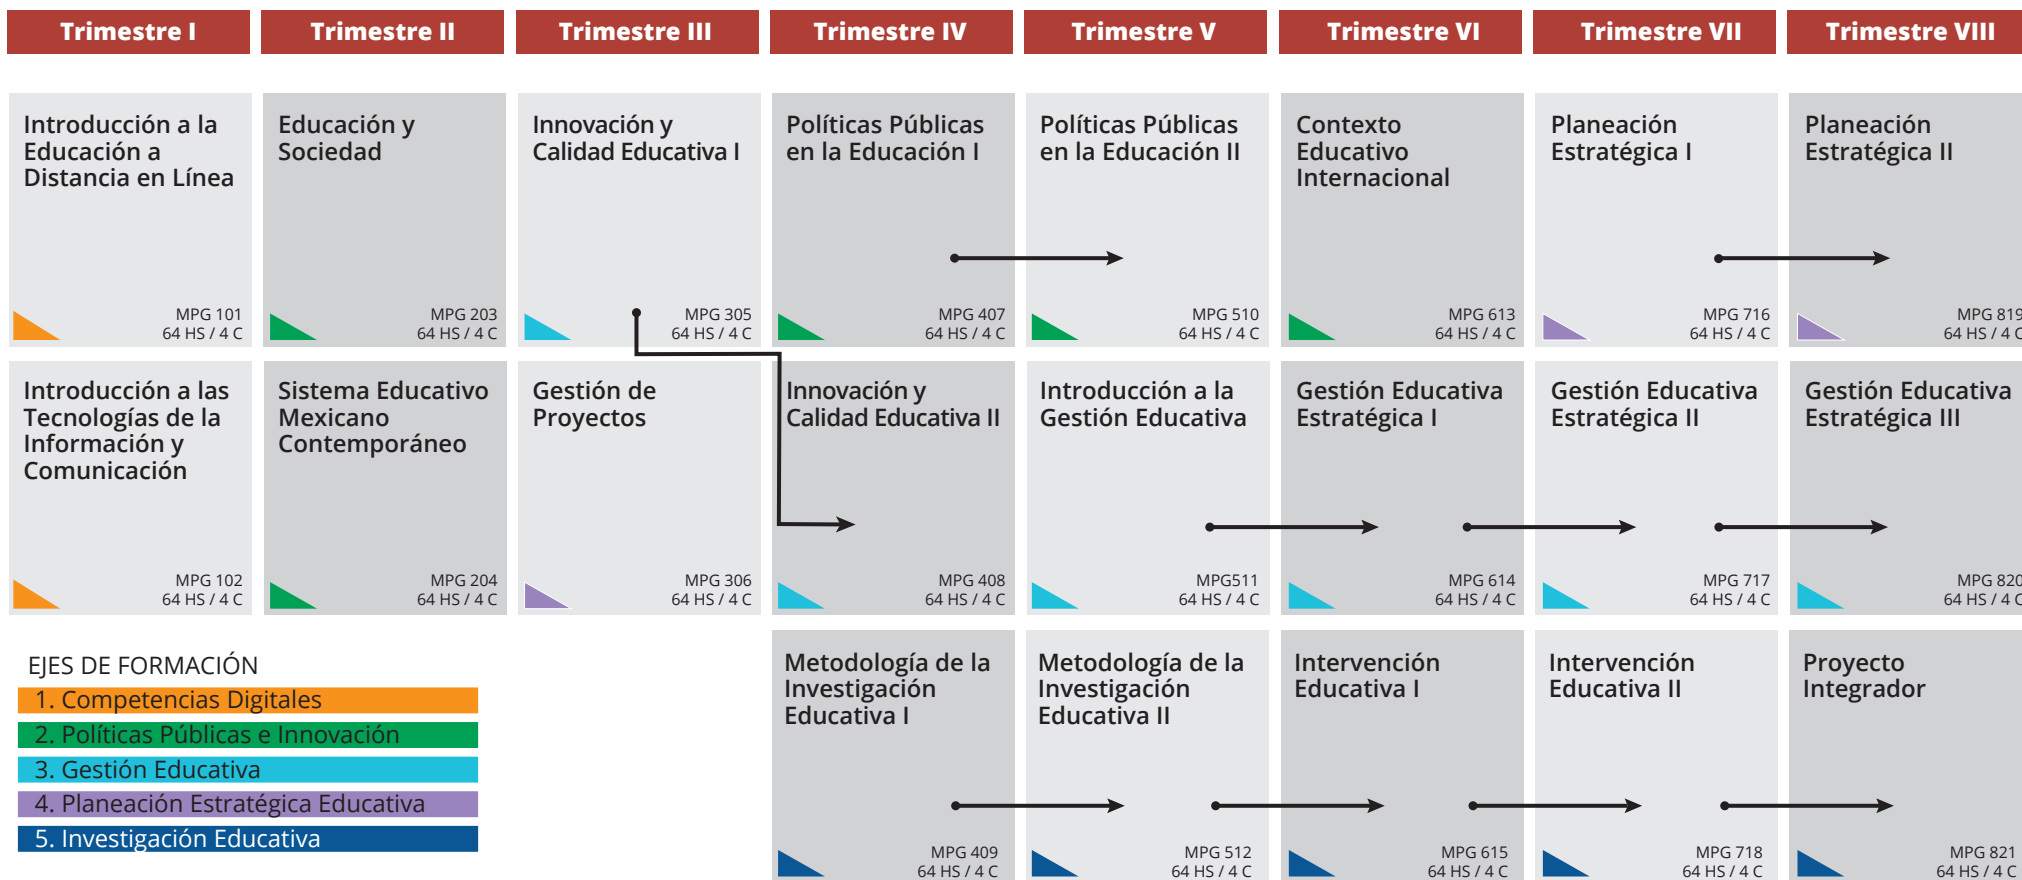 Trimestre I
Trimestre II
Trimestre III
Trimestre IV
Trimestre V
Trimestre VI
Trimestre VII
Trimestre VIII
Introducción a la
Educación a
Distancia en Línea
MPG 101
64 HS / 4 C
Educación y
Sociedad
MPG 203
64 HS / 4 C
Innovación y
Calidad Educativa I
MPG 305
64 HS / 4 C
Políticas Públicas
en la Educación I
MPG 407
64 HS / 4 C
Políticas Públicas
en la Educación II
MPG 510
64 HS / 4 C
Contexto
Educativo
Internacional
MPG 613
64 HS / 4 C
Planeación
Estratégica I
MPG 716
64 HS / 4 C
Planeación
Estratégica II
MPG 819
64 HS / 4 C
Introducción a las
Tecnologías de la
Información y
Comunicación
MPG 102
64 HS / 4 C
Sistema Educativo
Mexicano
Contemporáneo
MPG 204
64 HS / 4 C
Gestión de
Proyectos
MPG 306
64 HS / 4 C
Innovación y
Calidad Educativa II
MPG 408
64 HS / 4 C
Introducción a la
Gestión Educativa
MPG511
64 HS / 4 C
Gestión Educativa
Estratégica I
MPG 614
64 HS / 4 C
Gestión Educativa
Estratégica II
MPG 717
64 HS / 4 C
Gestión Educativa
Estratégica III
MPG 820
64 HS / 4 C
EJES DE FORMACIÓN
1. Competencias Digitales
2. Políticas Públicas e Innovación
3. Gestión Educativa
4. Planeación Estratégica Educativa
5. Investigación Educativa
Metodología de la
Investigación
Educativa I
MPG 409
64 HS / 4 C
Metodología de la
Investigación
Educativa II
MPG 512
64 HS / 4 C
Intervención
Educativa I
MPG 615
64 HS / 4 C
Intervención
Educativa II
MPG 718
64 HS / 4 C
Proyecto
Integrador
MPG 821
64 HS / 4 C